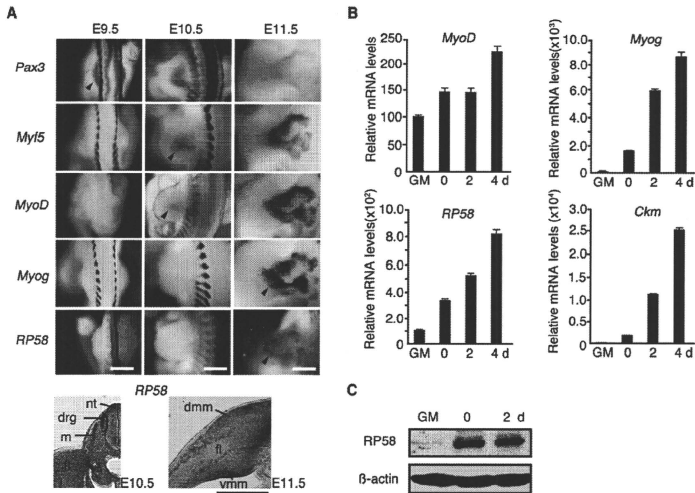 A
E9.5 E10.5 E11.5
Pax3
Myl5
MyoD
Myog
RP58
RP58
nt
drg
m
E10.5
dmm
fl
vmm
E11.5
B
MyoD
Relative mRNA levels
250
200
150
100
50
0
GM 0 2 4 d
Myog
Relative mRNA levels(x10³)
10
8.0
6.0
4.0
2.0
0
GM 0 2 4 d
RP58
Relative mRNA levels(x10²)
10
8.0
6.0
4.0
2.0
0
GM 0 2 4 d
Ckm
Relative mRNA levels (x10⁴)
3.0
2.5
2.0
1.5
1.0
0.5
0
GM 0 2 4 d
C
GM 0 2 d
RP58
ß-actin